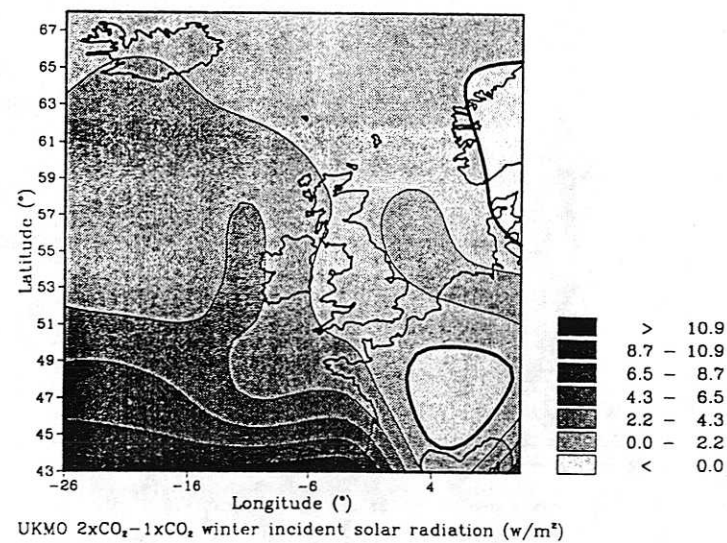 67
65
63
61
59
57
55
53
51
49
47
45
43
Latitude (°)
-26
-16
-6
4
Longitude (°)
> 10.9
8.7 - 10.9
6.5 - 8.7
4.3 - 6.5
2.2 - 4.3
0.0 - 2.2
< 0.0
UKMO 2xCO₂-1xCO₂ winter incident solar radiation (w/m²)